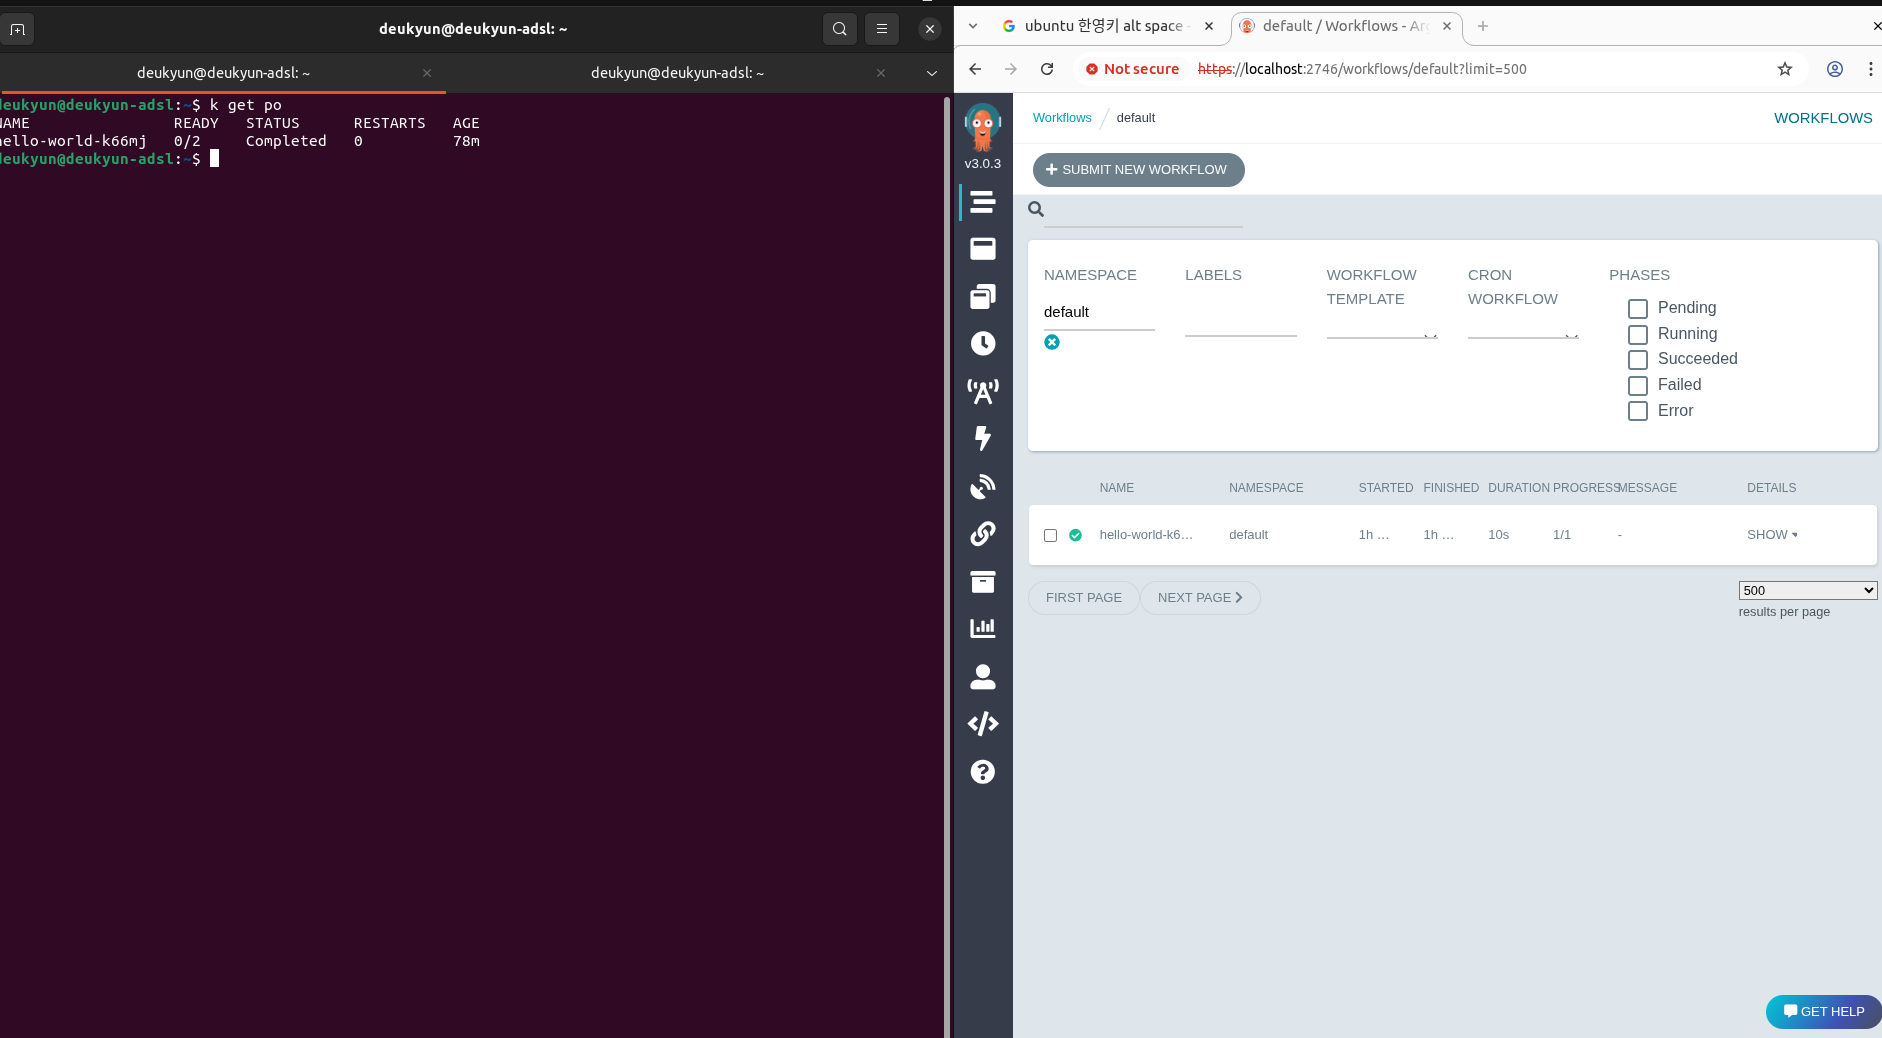 deukyun@deukyun-adsl: ~
deukyun@deukyun-adsl: ~
deukyun@deukyun-adsl: ~
eukyun@deukyun-adsl:~$ k get po
NAME READY STATUS RESTARTS AGE
hello-world-k66mj 0/2 Completed 0 78m
eukyun@deukyun-adsl:~$
ubuntu 한영키 alt space -
default / Workflows - Arg
Not secure https://localhost:2746/workflows/default?limit=500
v3.0.3
Workflows / default
WORKFLOWS
+ SUBMIT NEW WORKFLOW
NAMESPACE
default
LABELS
WORKFLOW
TEMPLATE
CRON
WORKFLOW
PHASES
Pending
Running
Succeeded
Failed
Error
NAME NAMESPACE STARTED FINISHED DURATION PROGRESS MESSAGE DETAILS
hello-world-k6… default 1h … 1h … 10s 1/1 - SHOW
FIRST PAGE NEXT PAGE
500
results per page
GET HELP